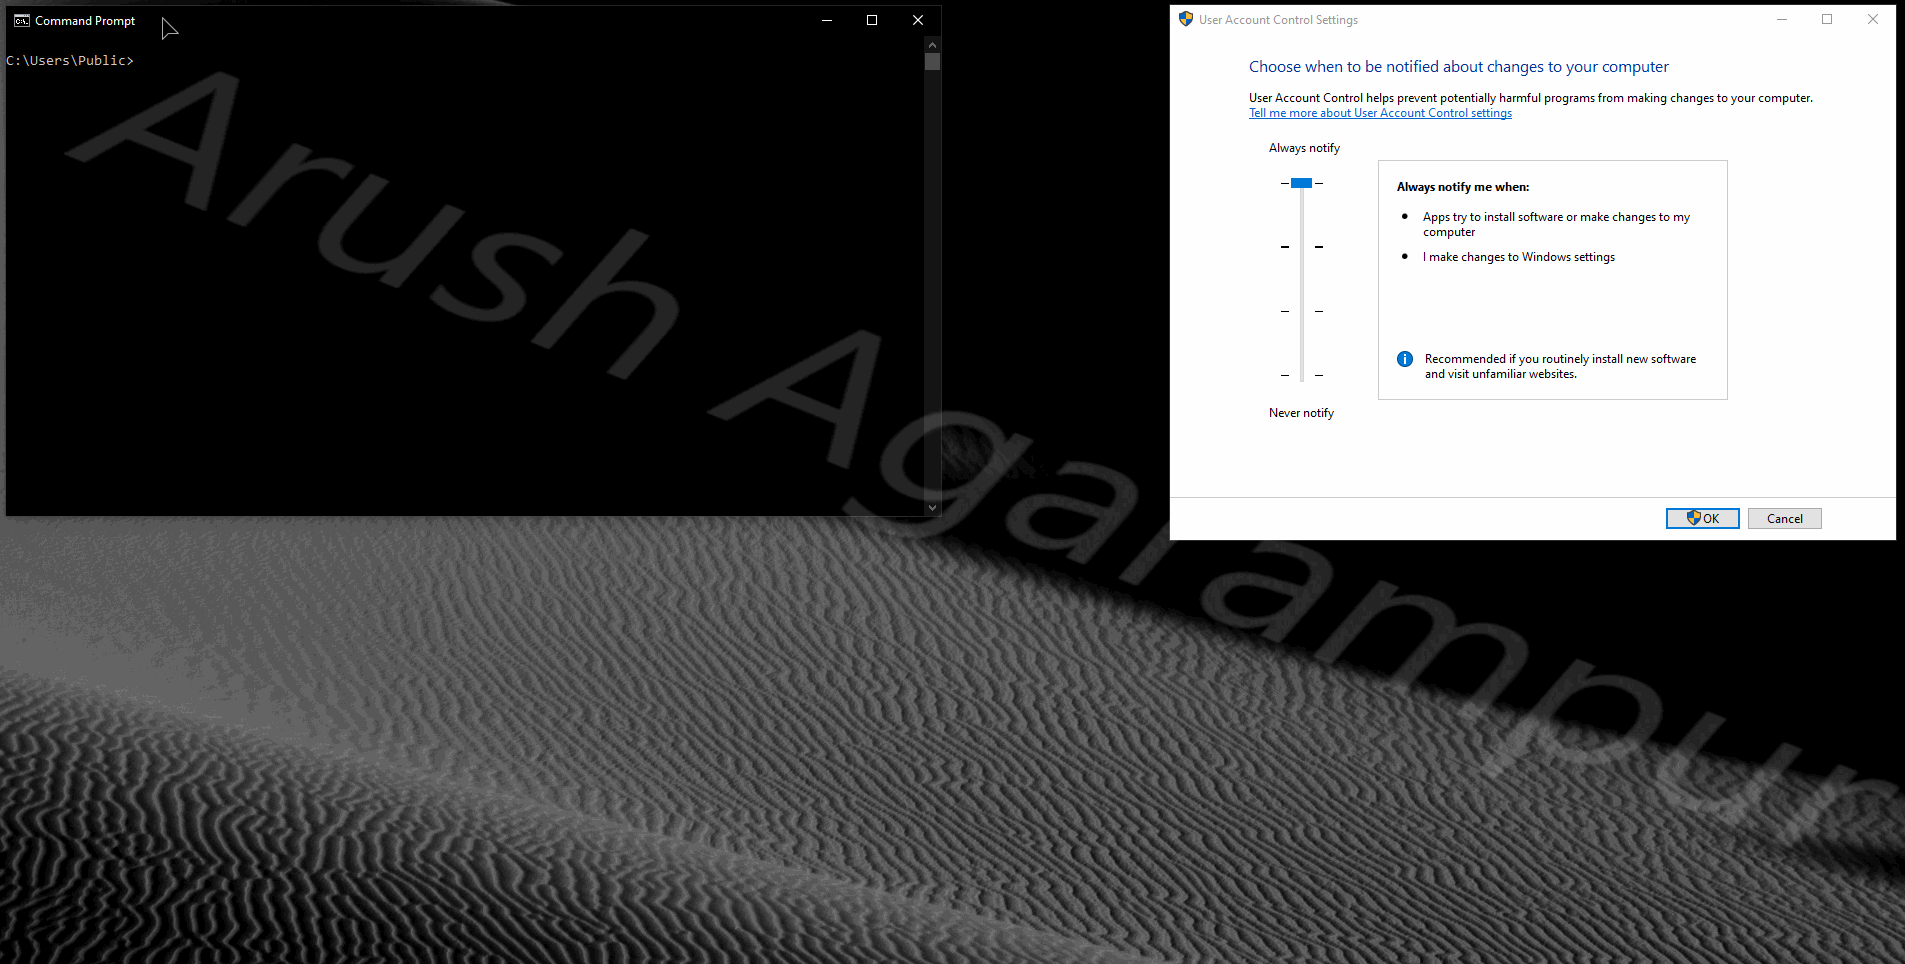 Command Prompt
C:\Users\Public>
User Account Control Settings
Choose when to be notified about changes to your computer
User Account Control helps prevent potentially harmful programs from making changes to your computer.
Tell me more about User Account Control settings
Always notify
Always notify me when:
Apps try to install software or make changes to my
computer
I make changes to Windows settings
Recommended if you routinely install new software
and visit unfamiliar websites.
Never notify
OK
Cancel
Arush Agarampur